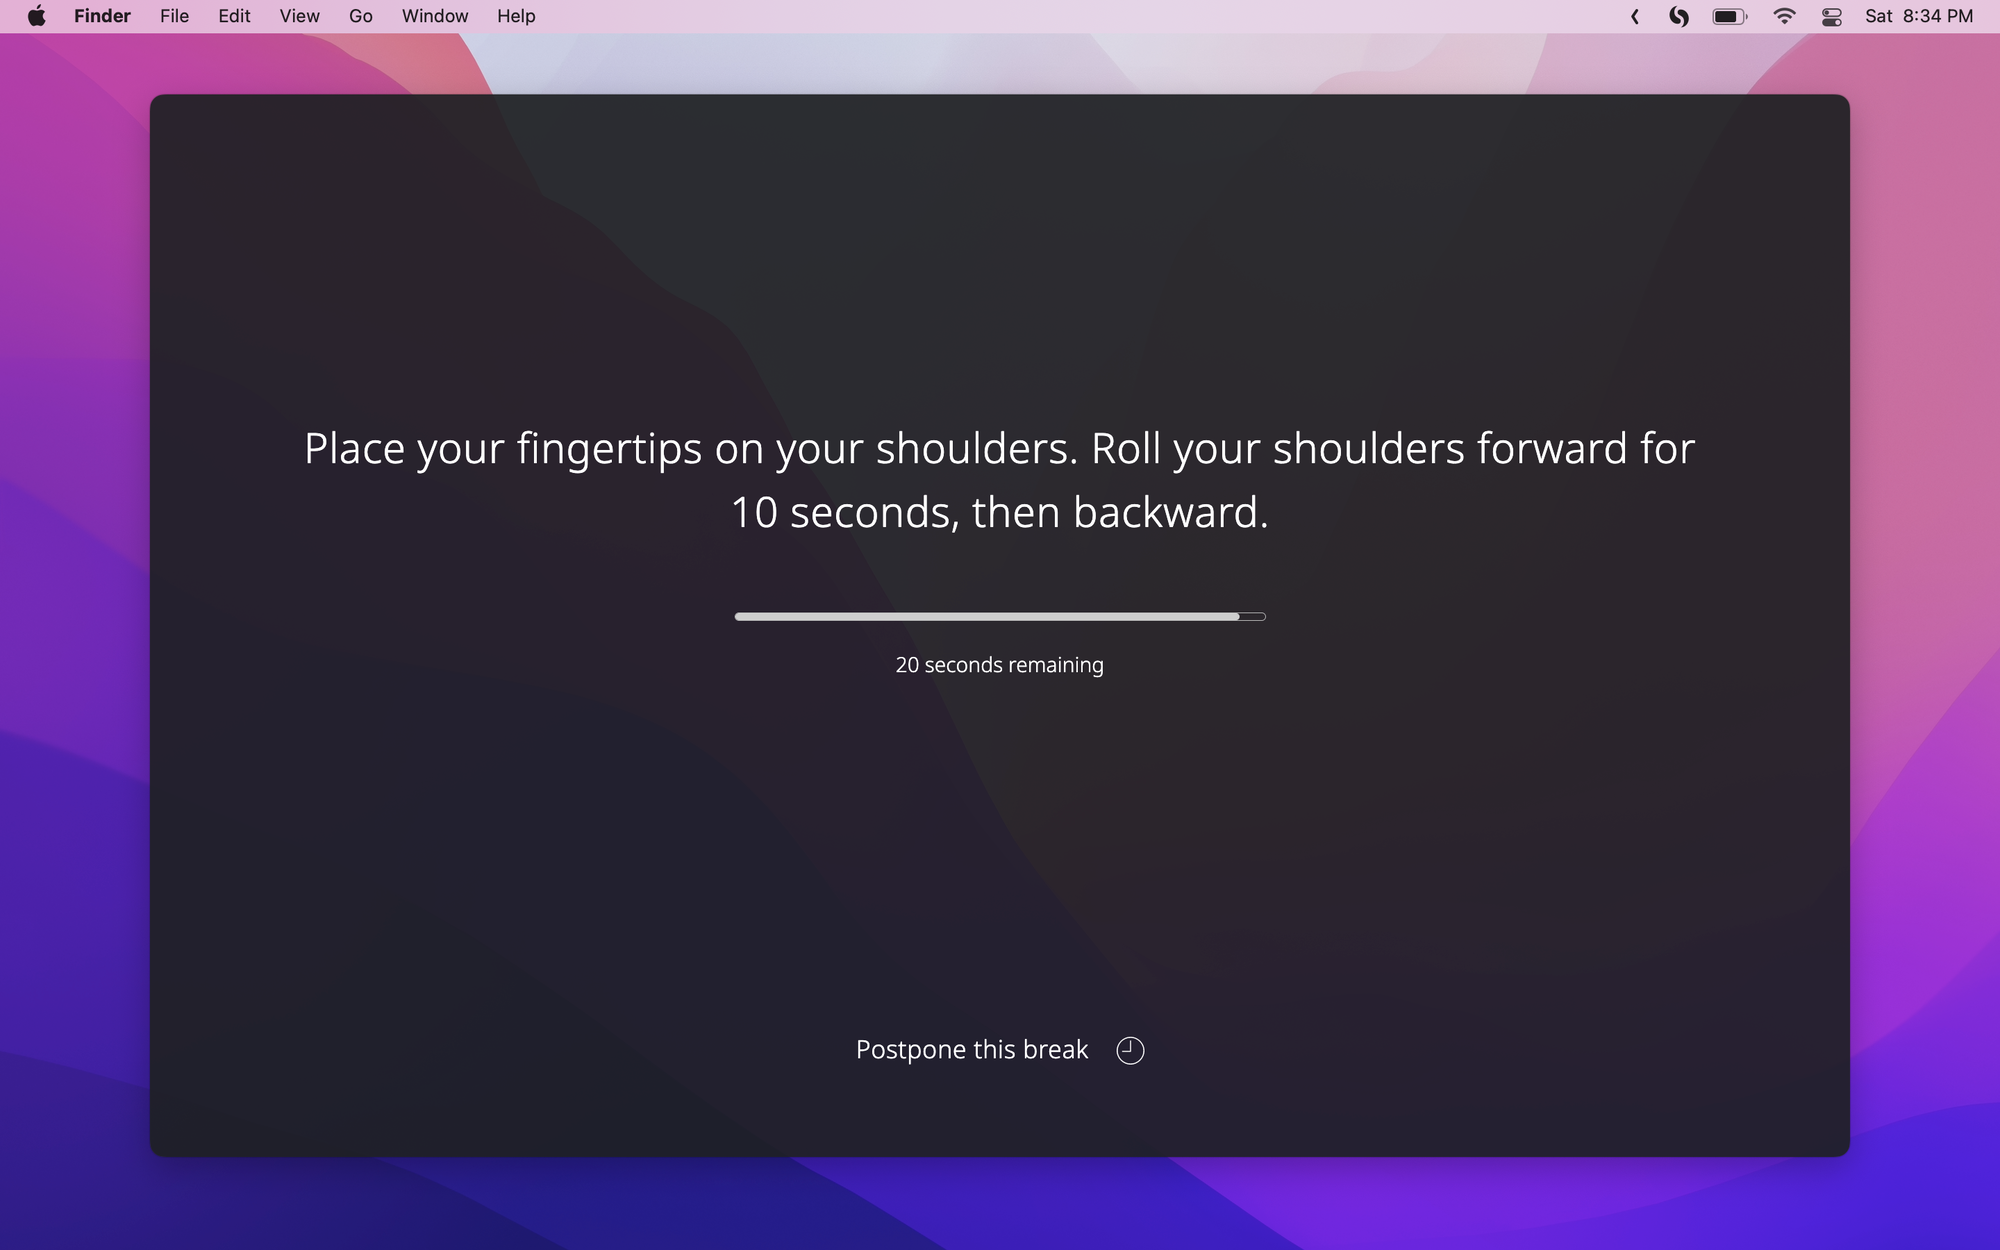 Finder File Edit View Go Window Help Sat 8:34 PM
Place your fingertips on your shoulders. Roll your shoulders forward for
10 seconds, then backward.
20 seconds remaining
Postpone this break